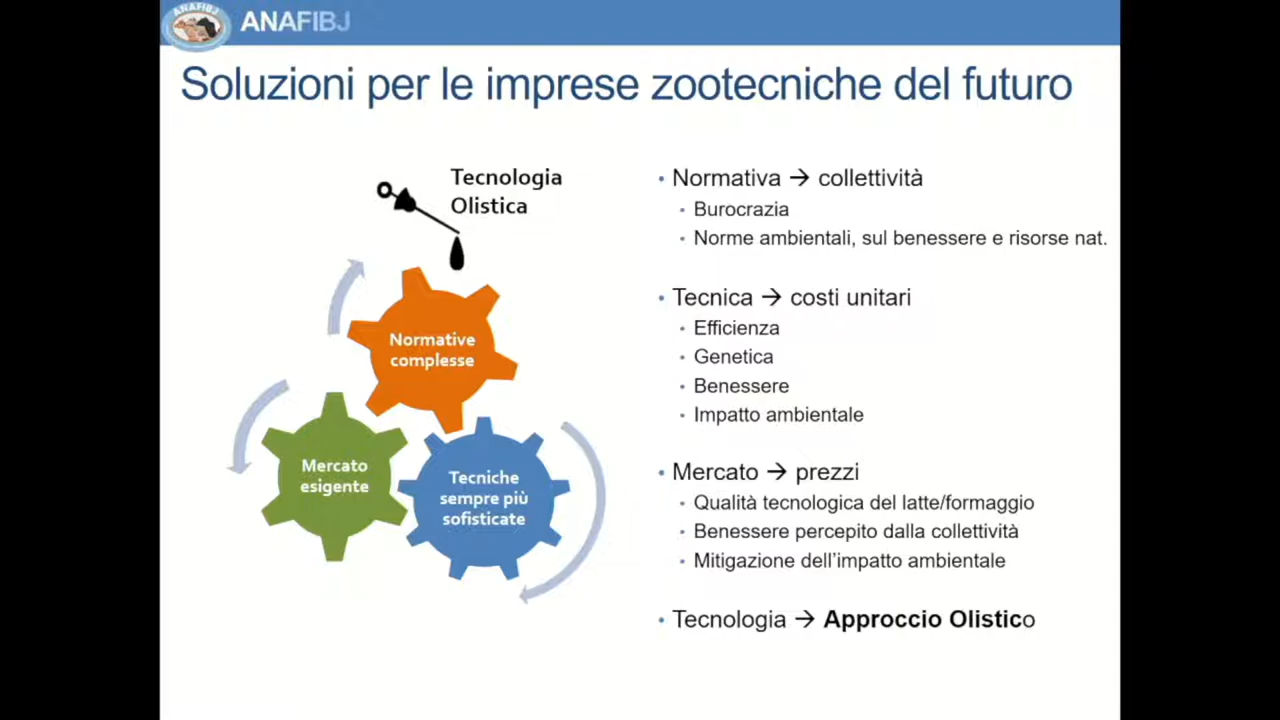 ANAFIBJ
ANAFIBJ
Soluzioni per le imprese zootecniche del futuro
Tecnologia
Olistica
Normative
complesse
Mercato
esigente
Tecniche
sempre più
sofisticate
• Normativa → collettività
• Burocrazia
• Norme ambientali, sul benessere e risorse nat.
• Tecnica → costi unitari
• Efficienza
• Genetica
• Benessere
• Impatto ambientale
• Mercato → prezzi
• Qualità tecnologica del latte/formaggio
• Benessere percepito dalla collettività
• Mitigazione dell'impatto ambientale
• Tecnologia → Approccio Olistico